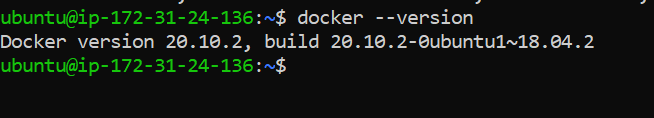 ubuntu@ip-172-31-24-136:~$ docker --version
Docker version 20.10.2, build 20.10.2-0ubuntu1~18.04.2
ubuntu@ip-172-31-24-136:~$